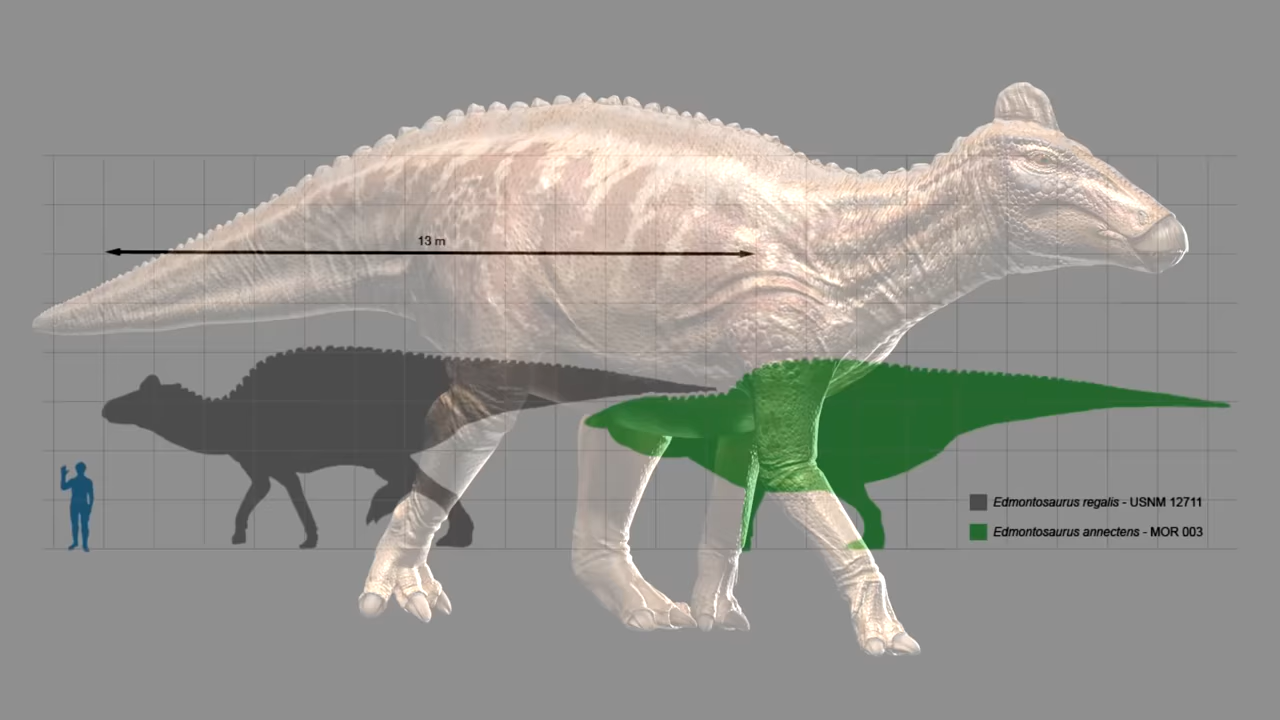 13 m
Edmontosaurus regalis - USNM 12711
Edmontosaurus annectens - MOR 003